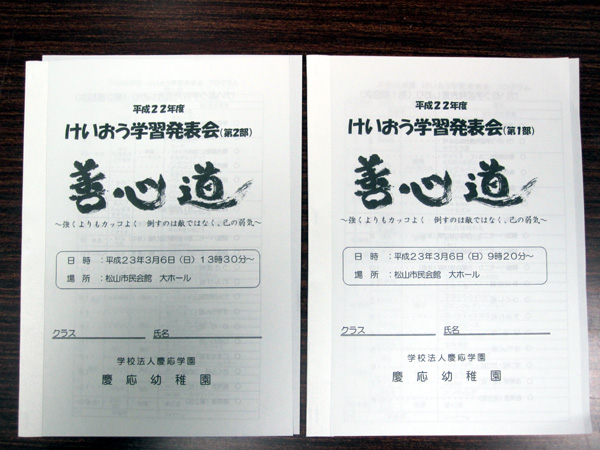 平成２２年度
けいおう学習発表会(第2部)
善心道
～強くよりもカッコよく　倒すのは敵ではなく、己の弱気～
日　時　：平成２３年３月６日（日）１３時３０分～
場　所　：松山市民会館　大ホール
クラス　氏名
学校法人慶応学園
慶　応　幼　稚　園
平成２２年度
けいおう学習発表会(第1部)
善心道
～強くよりもカッコよく　倒すのは敵ではなく、己の弱気～
日　時　：平成２３年３月６日（日）９時２０分～
場　所　：松山市民会館　大ホール
クラス　氏名
学校法人慶応学園
慶　応　幼　稚　園